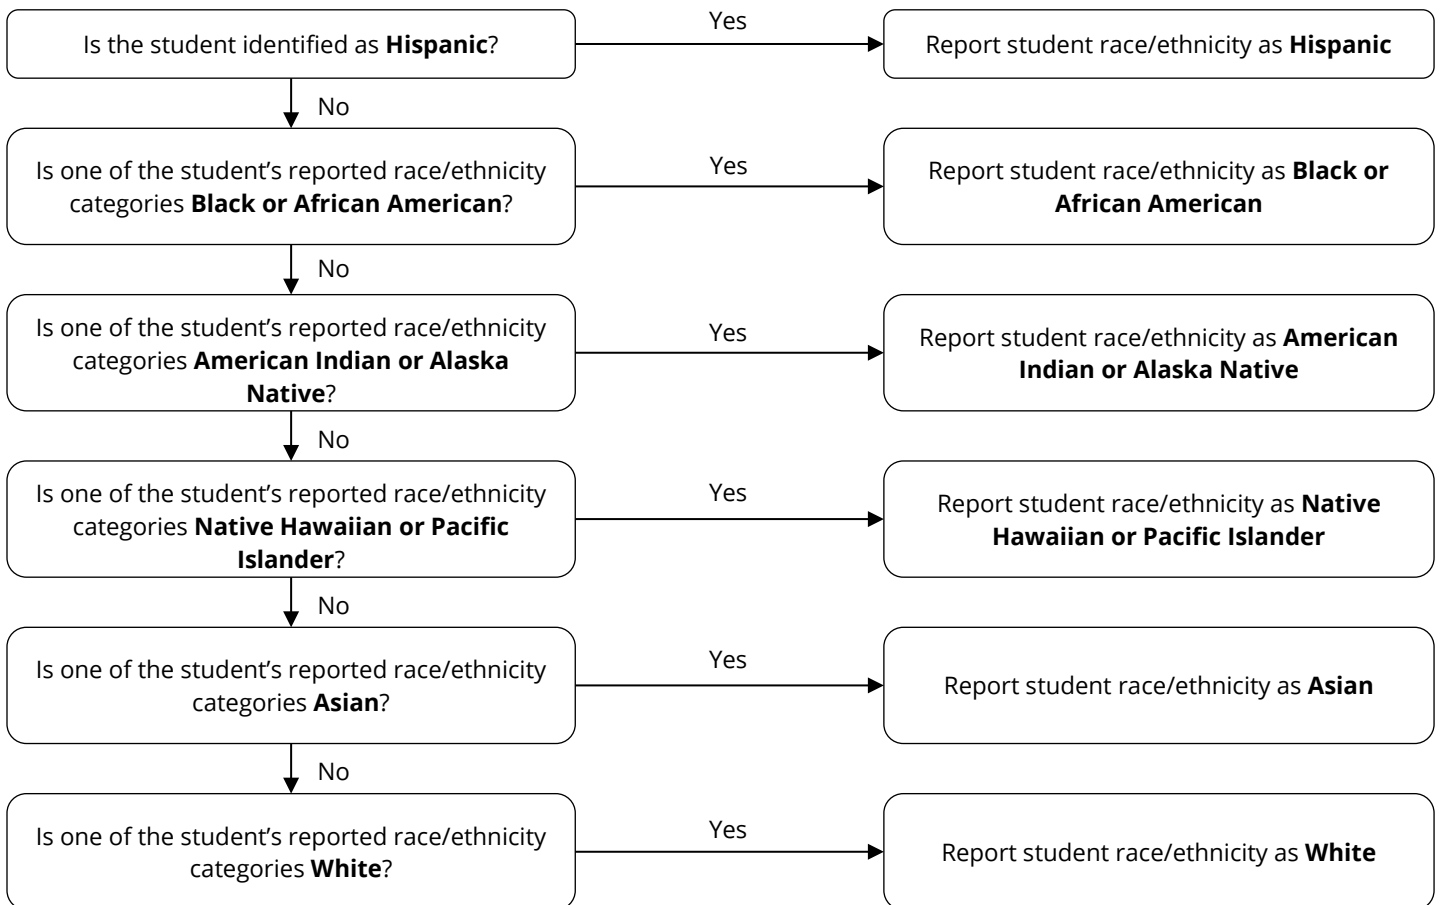 Is the student identified as Hispanic?
Yes
Report student race/ethnicity as Hispanic
No
Is one of the student’s reported race/ethnicity
categories Black or African American?
Yes
Report student race/ethnicity as Black or
African American
No
Is one of the student’s reported race/ethnicity
categories American Indian or Alaska
Native?
Yes
Report student race/ethnicity as American
Indian or Alaska Native
No
Is one of the student’s reported race/ethnicity
categories Native Hawaiian or Pacific
Islander?
Yes
Report student race/ethnicity as Native
Hawaiian or Pacific Islander
No
Is one of the student’s reported race/ethnicity
categories Asian?
Yes
Report student race/ethnicity as Asian
No
Is one of the student’s reported race/ethnicity
categories White?
Yes
Report student race/ethnicity as White